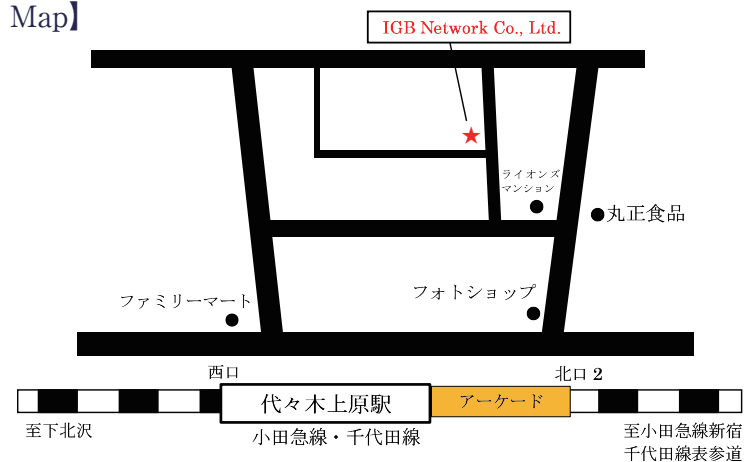 Map】
IGB Network Co., Ltd.
ライオンズ
マンション
丸正食品
ファミリーマート
フォトショップ
西口
北口 2
代々木上原駅
アーケード
至下北沢
小田急線・千代田線
至小田急線新宿
千代田線表参道